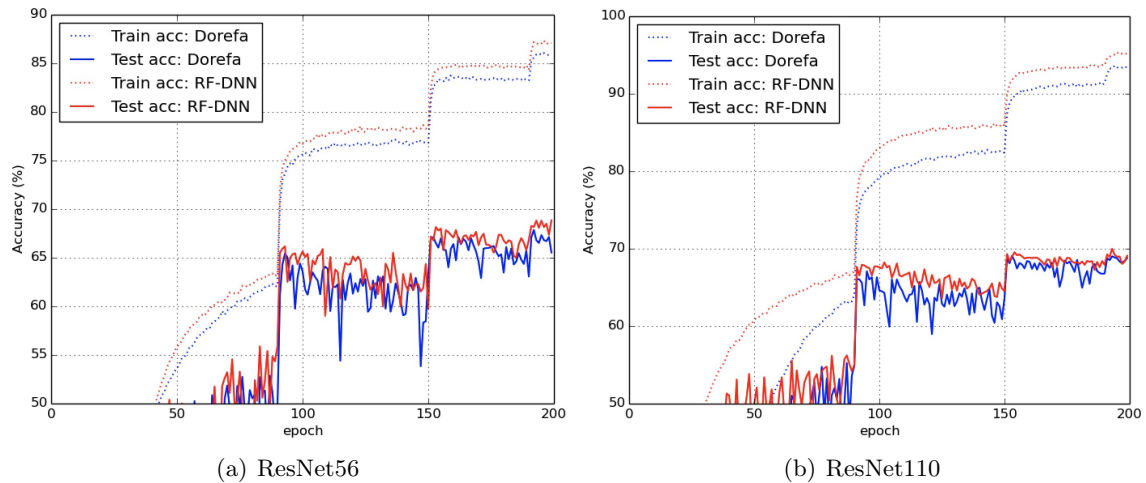 90
85
80
75
70
65
60
55
50
Accuracy (%)
Train acc: Dorefa
Test acc: Dorefa
Train acc: RF-DNN
Test acc: RF-DNN
0
50
100
150
200
epoch
(a) ResNet56
100
90
80
70
60
50
Accuracy (%)
Train acc: Dorefa
Test acc: Dorefa
Train acc: RF-DNN
Test acc: RF-DNN
0
50
100
150
200
epoch
(b) ResNet110